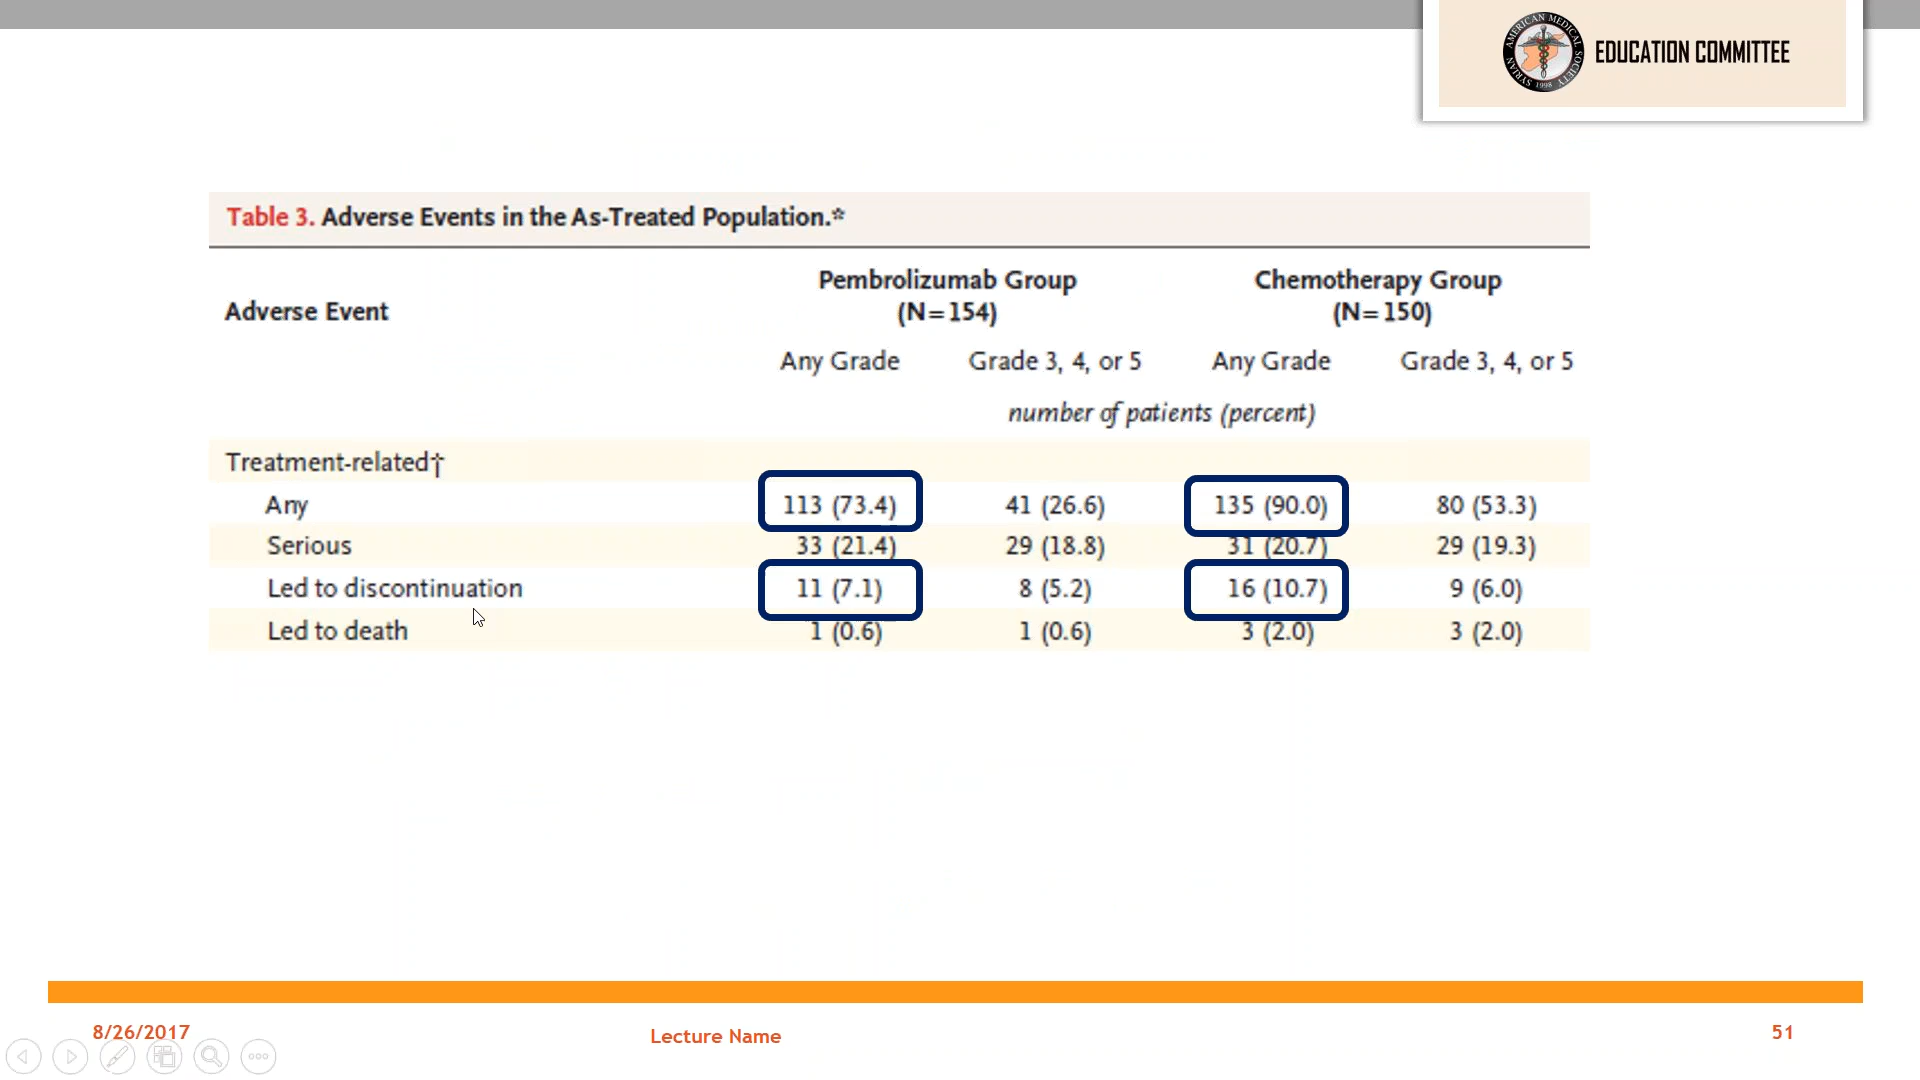 AMERICAN MEDICAL SOCIETY
SYRIAN
1998
EDUCATION COMMITTEE
Table 3. Adverse Events in the As-Treated Population.*
Adverse Event
Pembrolizumab Group Chemotherapy Group
(N=154) (N=150)
Any Grade Grade 3, 4, or 5 Any Grade Grade 3, 4, or 5
number of patients (percent)
Treatment-related†
Any 113 (73.4) 41 (26.6) 135 (90.0) 80 (53.3)
Serious 33 (21.4) 29 (18.8) 31 (20.7) 29 (19.3)
Led to discontinuation 11 (7.1) 8 (5.2) 16 (10.7) 9 (6.0)
Led to death 1 (0.6) 1 (0.6) 3 (2.0) 3 (2.0)
8/26/2017 Lecture Name 51